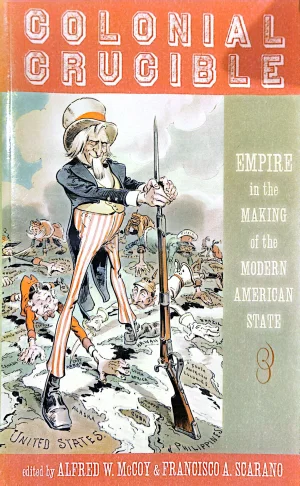 COLONIAL
CRUCIBLE
EMPIRE
in the
MAKING
of the
MODERN
AMERICAN
STATE
UNITED STATES
PHILIPPINES
edited by ALFRED W. McCOY & FRANCISCO A. SCARANO